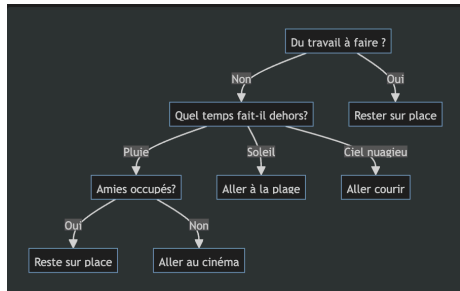 Du travail à faire ?
Non
Oui
Quel temps fait-il dehors?
Rester sur place
Pluie
Soleil
Ciel nuagieu
Amies occupés?
Aller à la plage
Aller courir
Oui
Non
Reste sur place
Aller au cinéma